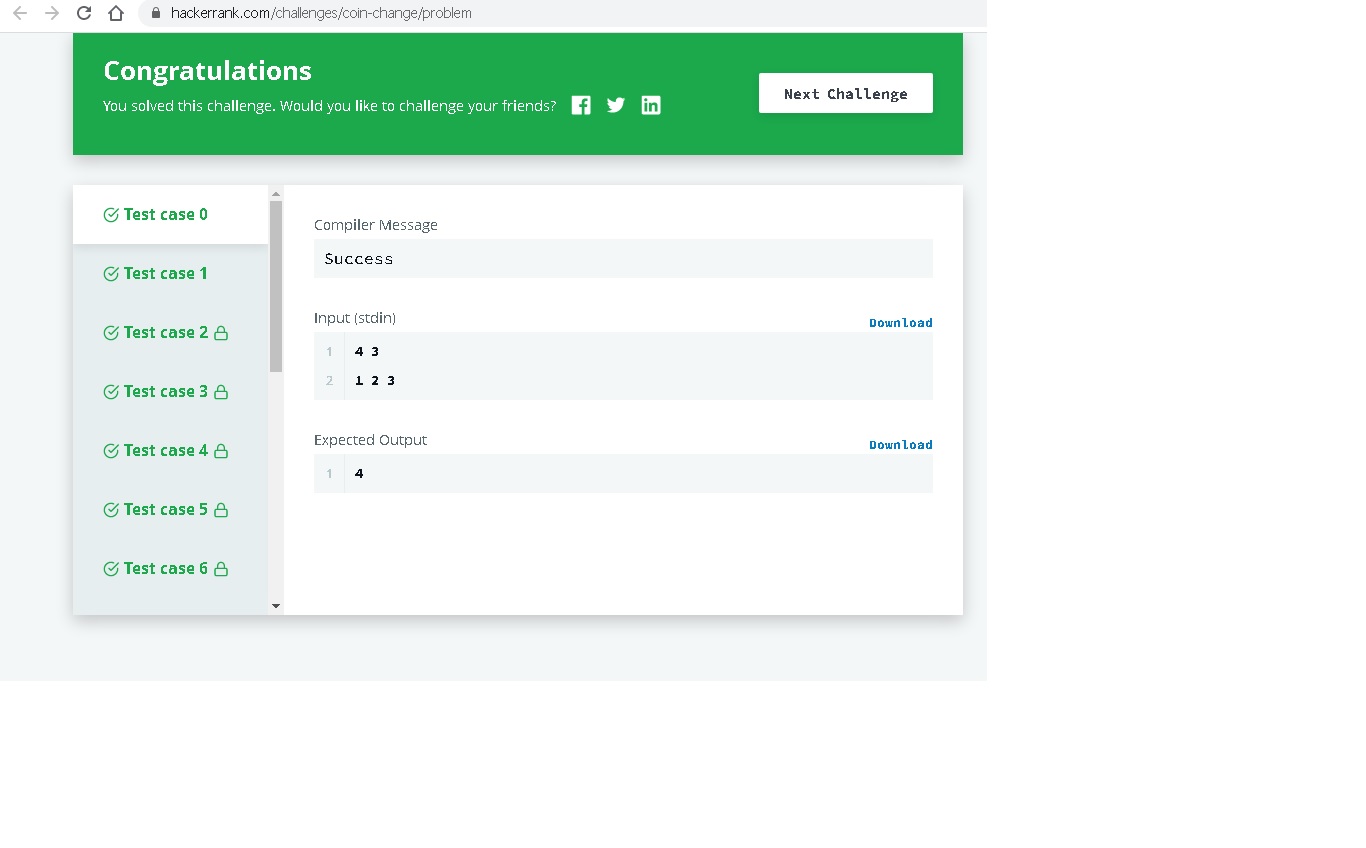 hackerrank.com/challenges/coin-change/problem
Congratulations
You solved this challenge. Would you like to challenge your friends?
Next Challenge
Test case 0
Test case 1
Test case 2
Test case 3
Test case 4
Test case 5
Test case 6
Compiler Message
Success
Input (stdin)
Download
1 4 3
2 1 2 3
Expected Output
Download
1 4